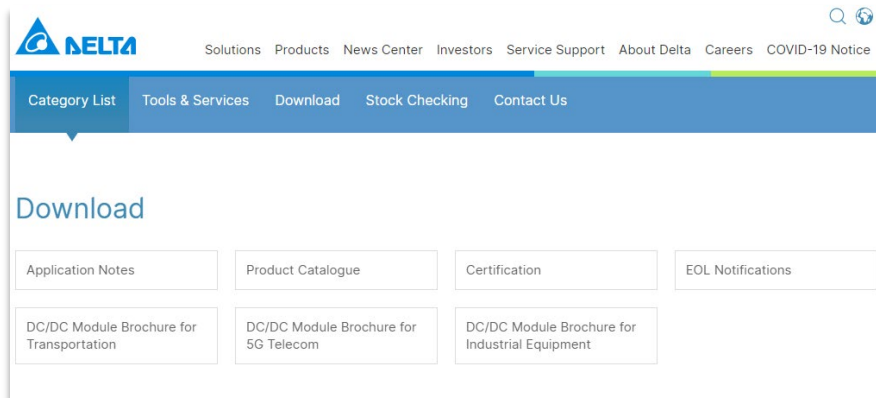 DELTA
Solutions Products News Center Investors Service Support About Delta Careers COVID-19 Notice
Category List Tools & Services Download Stock Checking Contact Us
Download
Application Notes
Product Catalogue
Certification
EOL Notifications
DC/DC Module Brochure for
Transportation
DC/DC Module Brochure for
5G Telecom
DC/DC Module Brochure for
Industrial Equipment